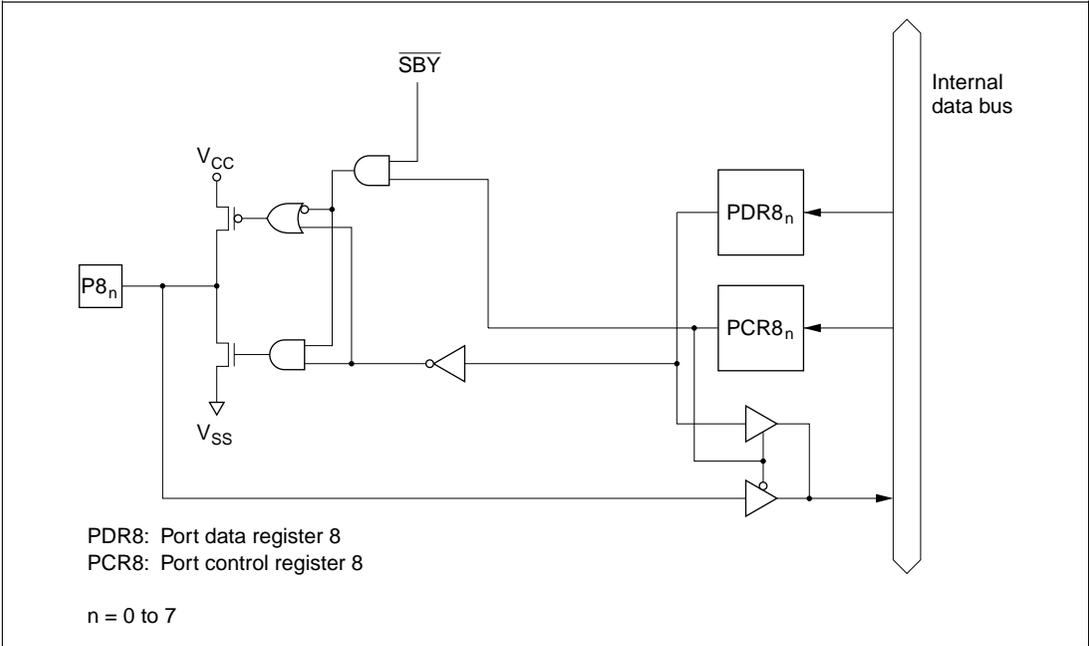 SBY
Internal
data bus
VCC
PDR8n
P8n
PCR8n
VSS
PDR8: Port data register 8
PCR8: Port control register 8
n = 0 to 7